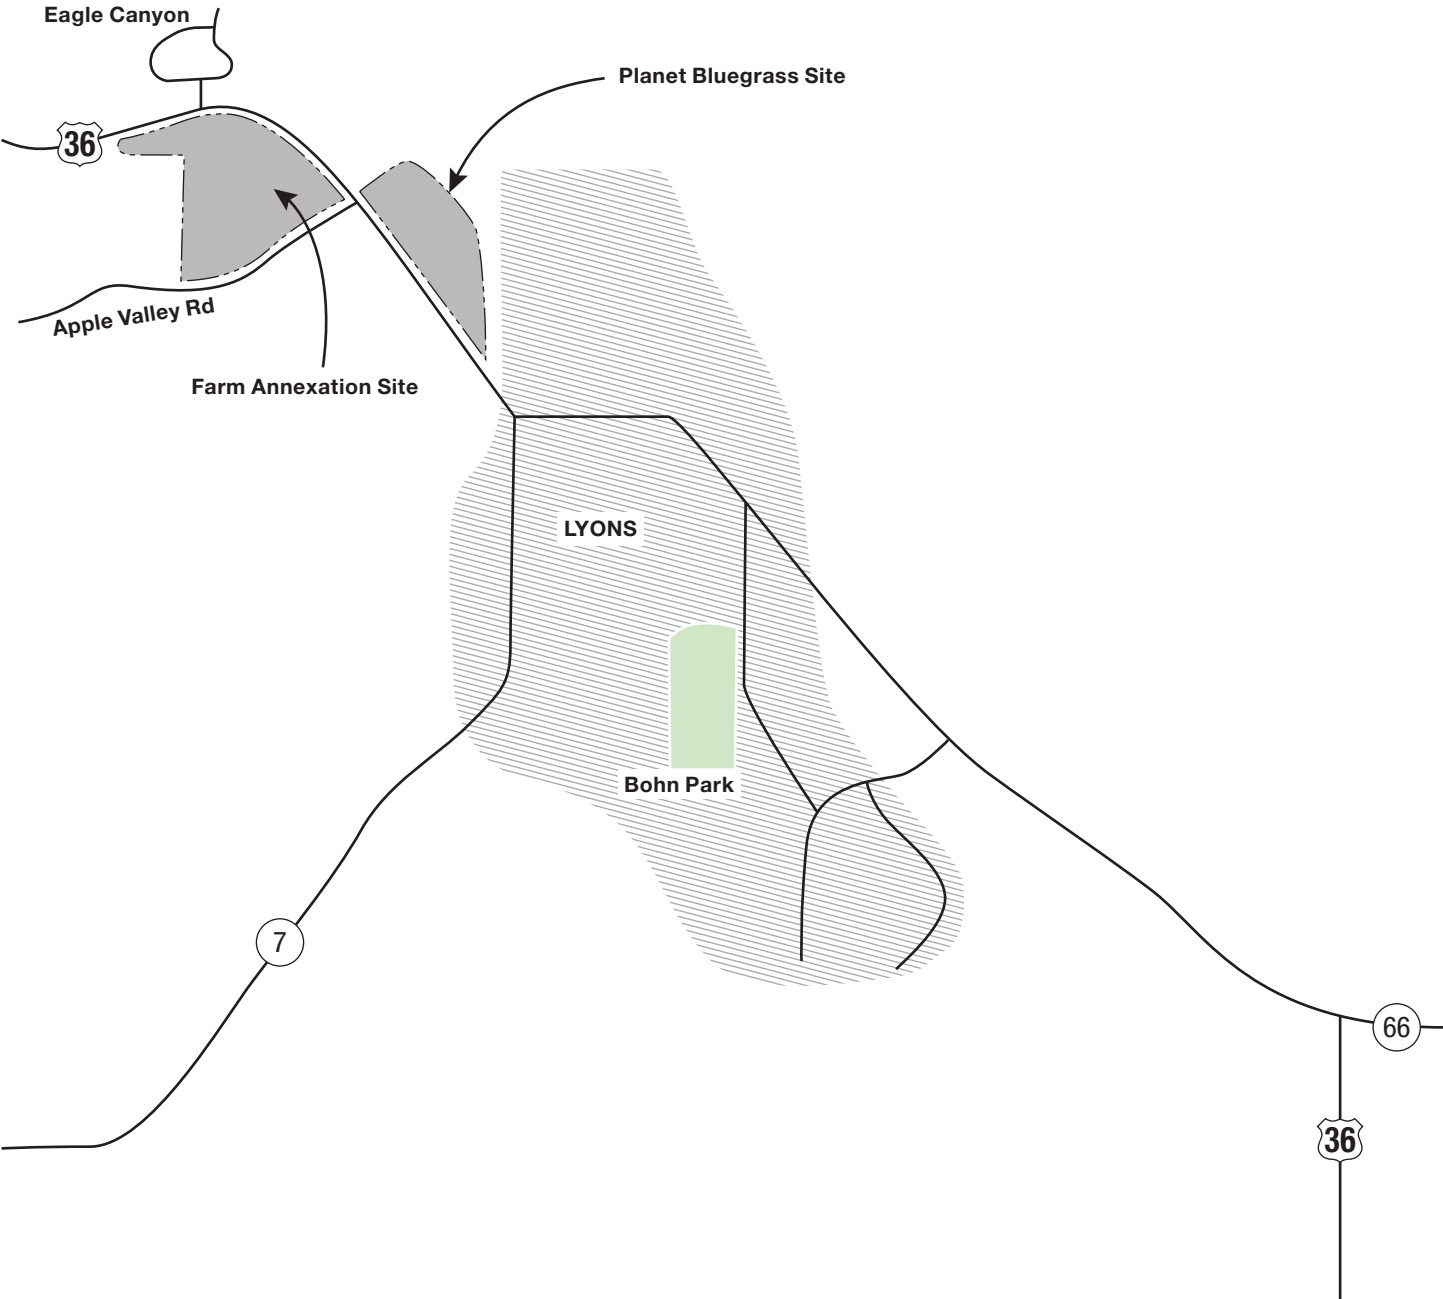 Eagle Canyon
Planet Bluegrass Site
36
Apple Valley Rd
Farm Annexation Site
LYONS
Bohn Park
7
66
36